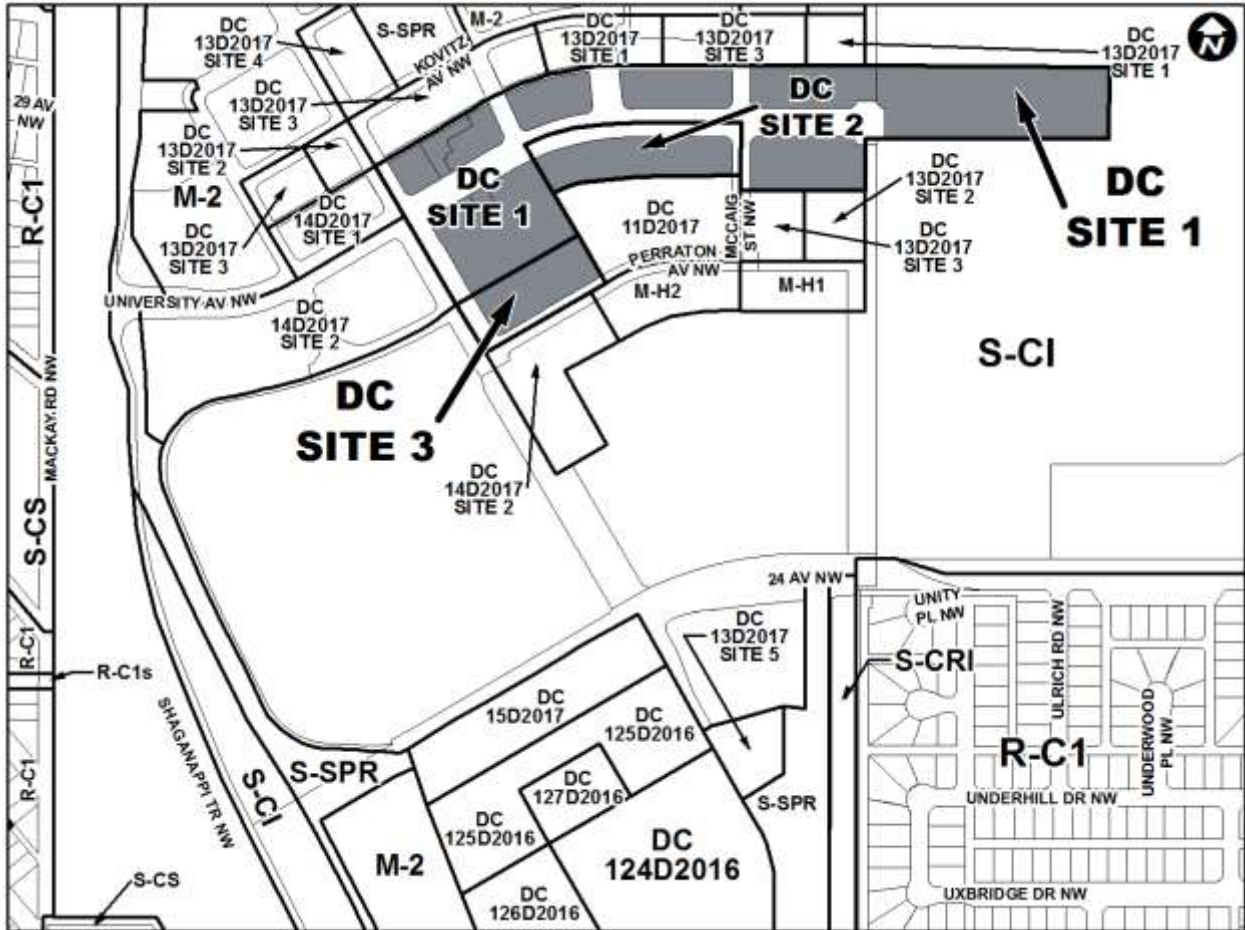 DC
13D2017
SITE 4
S-SPR
M-2
KOVITZ
AV NW
DC
13D2017
SITE 1
DC
13D2017
SITE 3
DC
13D2017
SITE 1
N
29 AV
NW
DC
13D2017
SITE 3
DC
13D2017
SITE 2
M-2
R-C1
DC
SITE 2
DC
SITE 1
DC
SITE 1
DC
13D2017
SITE 2
DC
13D2017
SITE 3
DC
14D2017
SITE 1
DC
13D2017
SITE 3
DC
11D2017
MCCAIG
ST NW
PERRATON
AV NW
M-H2
M-H1
UNIVERSITY AV NW
DC
14D2017
SITE 2
S-CI
DC
SITE 3
MACKAY RD NW
DC
14D2017
SITE 2
S-CS
24 AV NW
UNITY
PL NW
DC
13D2017
SITE 5
S-CRI
ULRICH RD NW
UNDERWOOD
PL NW
R-C1
R-C1
R-C1s
SHAGANAPPI TR NW
S-CI
S-SPR
DC
15D2017
DC
125D2016
DC
127D2016
S-SPR
UNDERHILL DR NW
R-C1
DC
125D2016
M-2
DC
124D2016
S-CS
DC
126D2016
UXBRIDGE DR NW